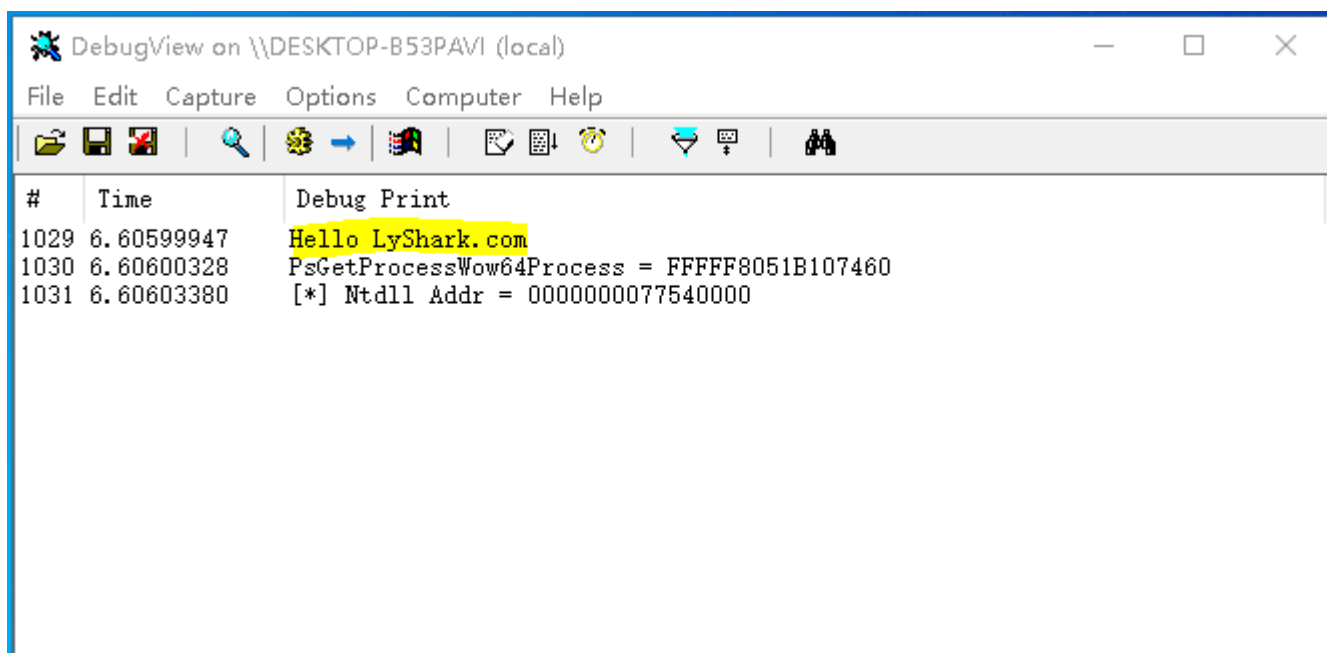 DebugView on \\DESKTOP-B53PAVI (local)
File Edit Capture Options Computer Help
# Time Debug Print
1029 6.60599947 Hello LyShark.com
1030 6.60600328 PsGetProcessWow64Process = FFFFF8051B107460
1031 6.60603380 [*] Ntdll Addr = 0000000077540000